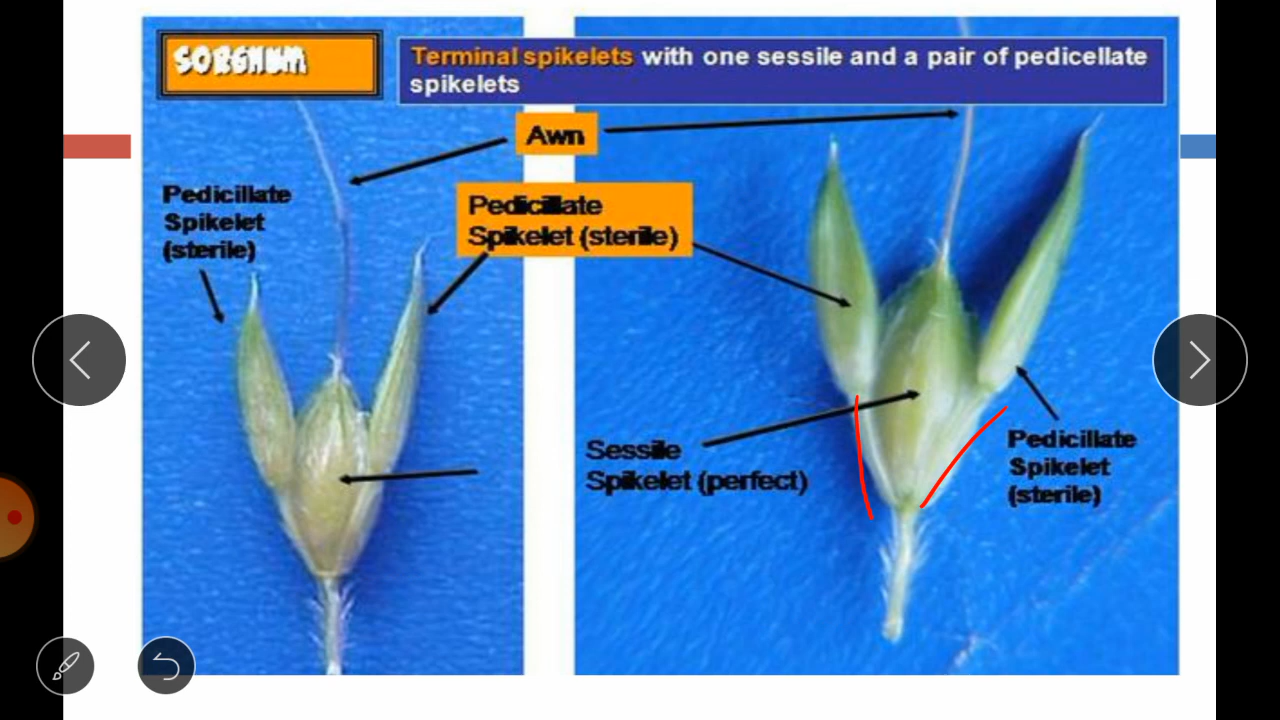 SORGHUM
Terminal spikelets with one sessile and a pair of pedicellate
spikelets
Awn
Pedicillate
Spikelet
(sterile)
Pedicillate
Spikelet (sterile)
Sessile
Spikelet (perfect)
Pedicillate
Spikelet
(sterile)